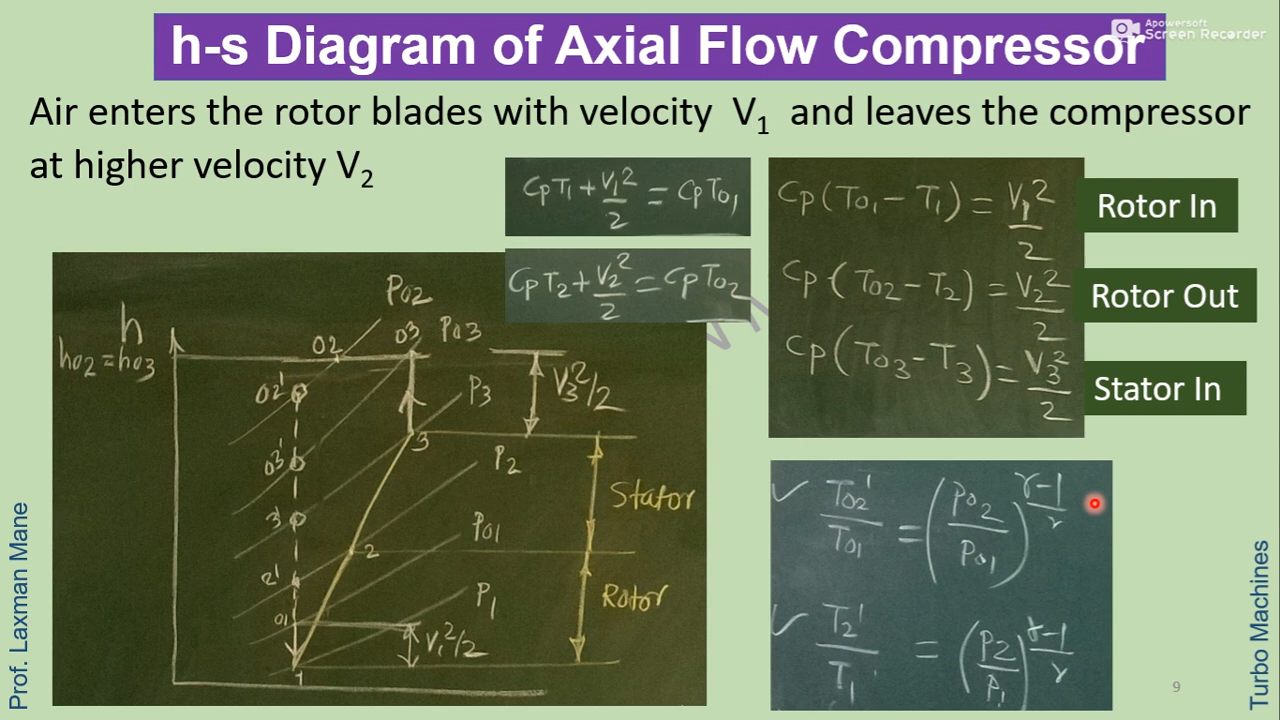 h-s Diagram of Axial Flow Compressor
Apowersoft
Screen Recorder
Air enters the rotor blades with velocity V₁ and leaves the compressor
at higher velocity V₂
CpT₁ + V₁²/2 = CpT₀₁
CpT₂ + V₂²/2 = CpT₀₂
Cp(T₀₁ - T₁) = V₁²/2
Rotor In
Cp(T₀₂ - T₂) = V₂²/2
Rotor Out
Cp(T₀₃ - T₃) = V₃²/2
Stator In
h
h₀₂ = h₀₃
P₀₂
02
03
P₀₃
02'
P₃
V₃²/2
03'
3
P₂
3'
Stator
2
P₀₁
2'
Rotor
01
P₁
V₁²/2
1
✓ T₀₂'/T₀₁ = (P₀₂/P₀₁)^(γ-1)/γ
✓ T₂'/T₁ = (P₂/P₁)^(γ-1)/γ
9
Prof. Laxman Mane
Turbo Machines